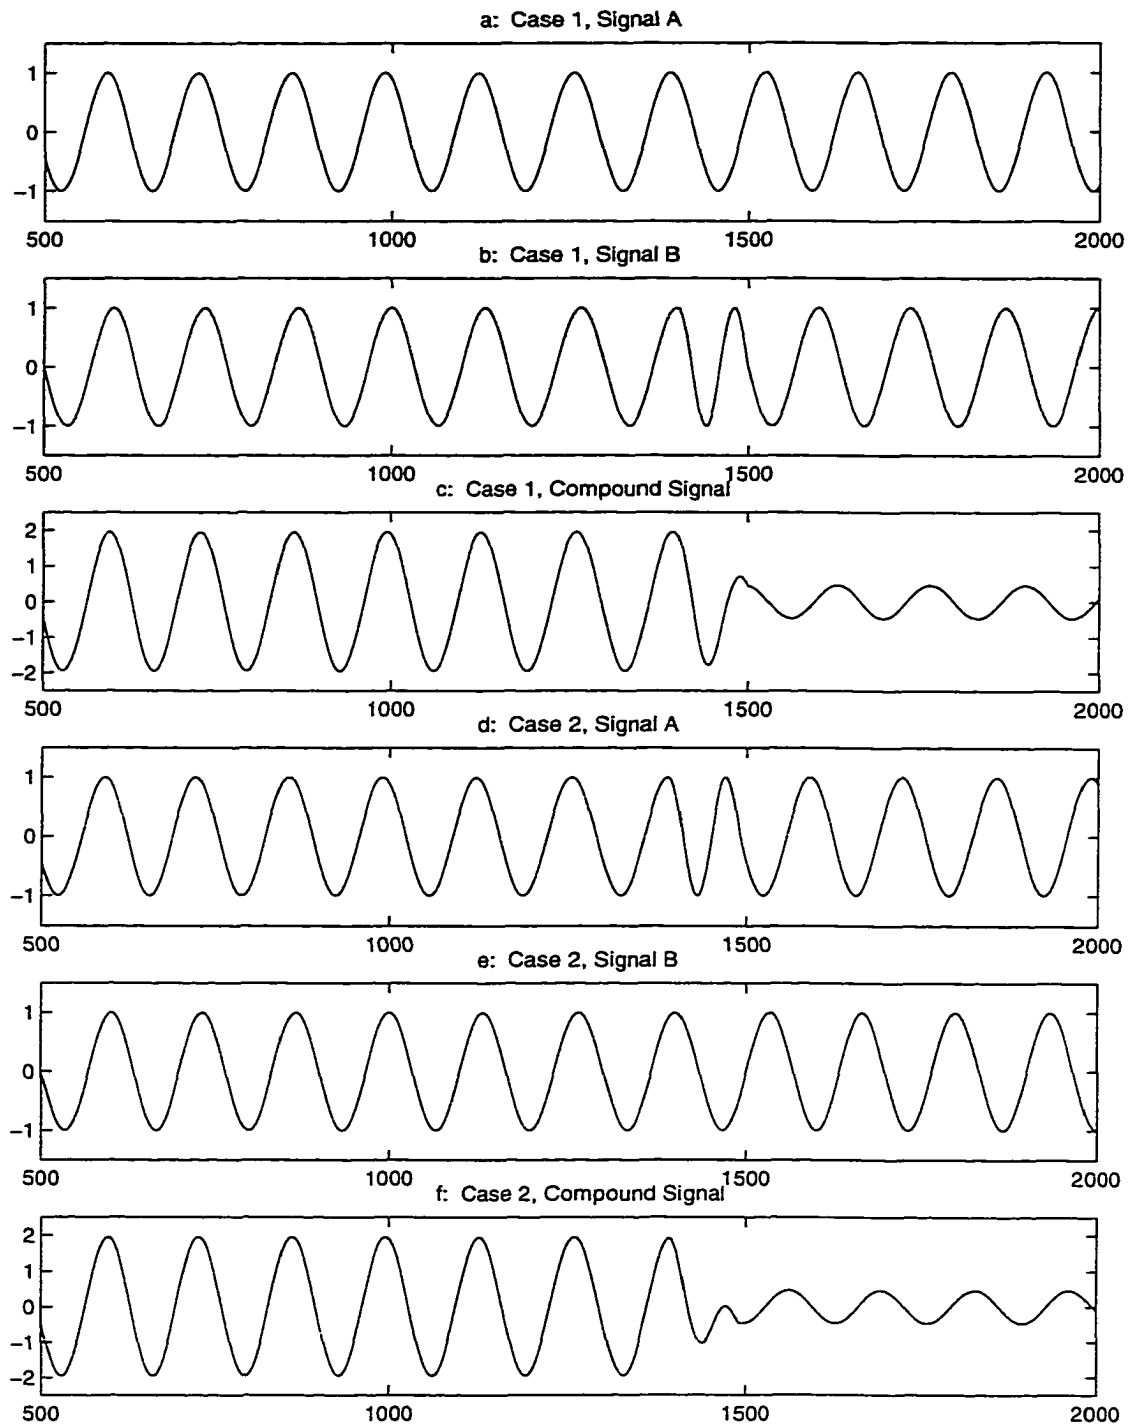 a: Case 1, Signal A
1
0
−1
500 1000 1500 2000
b: Case 1, Signal B
1
0
−1
500 1000 1500 2000
c: Case 1, Compound Signal
2
1
0
−1
−2
500 1000 1500 2000
d: Case 2, Signal A
1
0
−1
500 1000 1500 2000
e: Case 2, Signal B
1
0
−1
500 1000 1500 2000
f: Case 2, Compound Signal
2
1
0
−1
−2
500 1000 1500 2000